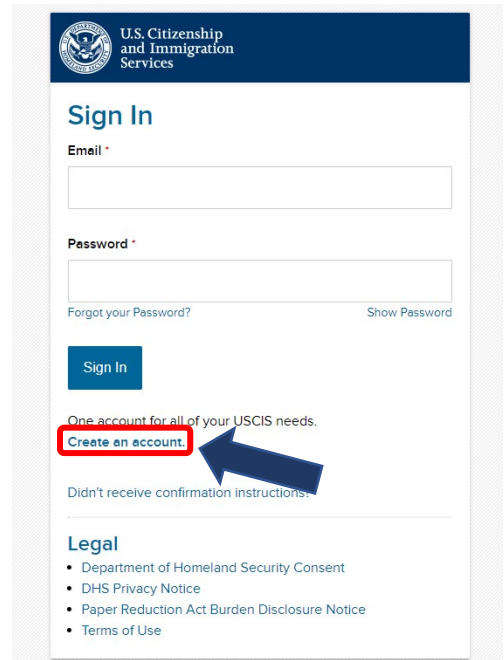 U.S. Citizenship
and Immigration
Services
Sign In
Email *
Password *
Forgot your Password? Show Password
Sign In
One account for all of your USCIS needs.
Create an account.
Didn't receive confirmation instructions?
Legal
• Department of Homeland Security Consent
• DHS Privacy Notice
• Paper Reduction Act Burden Disclosure Notice
• Terms of Use